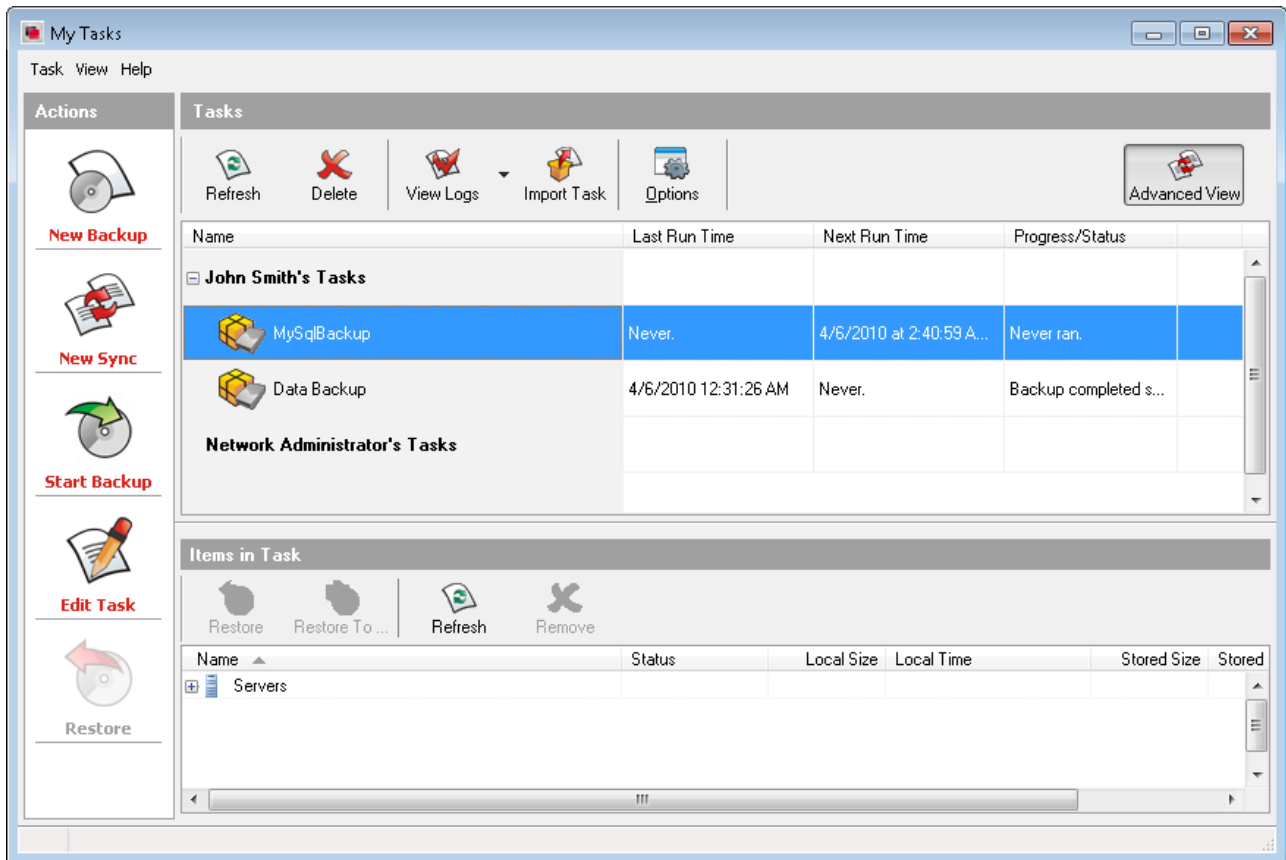 My Tasks
Task View Help
Actions
Tasks
Refresh
Delete
View Logs
Import Task
Options
Advanced View
New Backup
New Sync
Start Backup
Edit Task
Restore
Name Last Run Time Next Run Time Progress/Status
John Smith's Tasks
MySqlBackup Never. 4/6/2010 at 2:40:59 A... Never ran.
Data Backup 4/6/2010 12:31:26 AM Never. Backup completed s...
Network Administrator's Tasks
Items in Task
Restore
Restore To ...
Refresh
Remove
Name Status Local Size Local Time Stored Size Stored
Servers